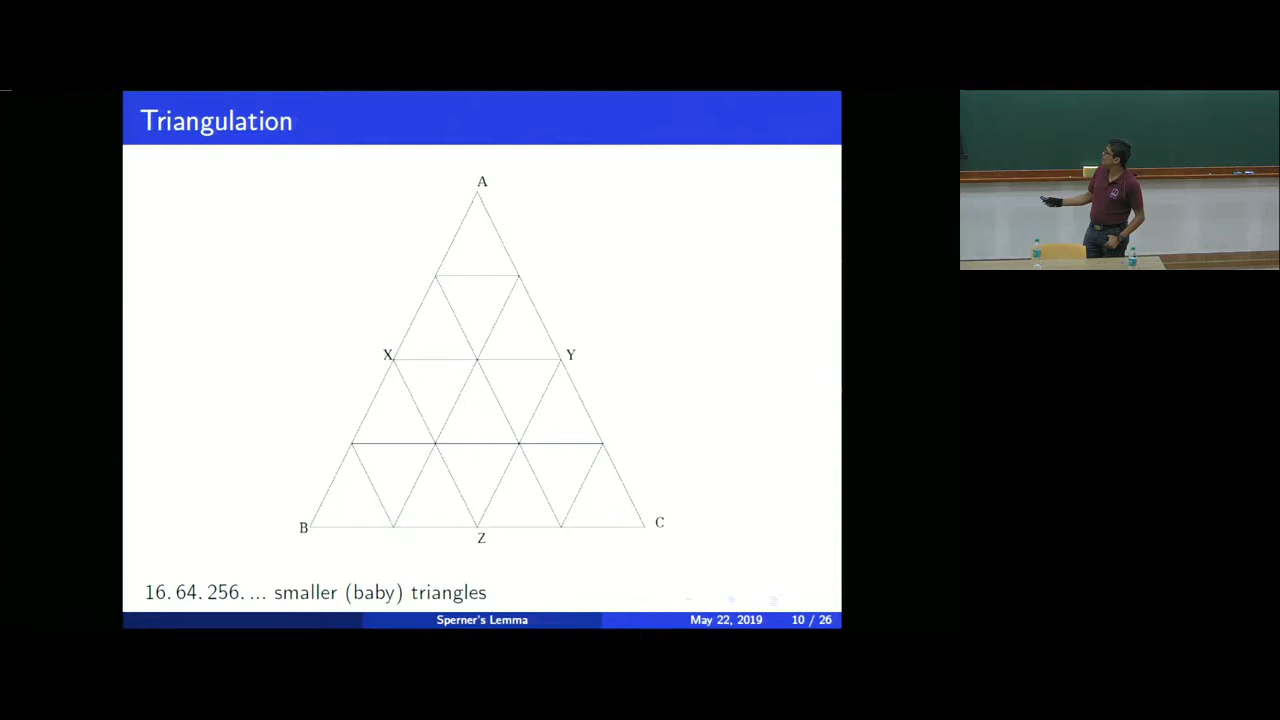 Triangulation
A
X
Y
B
C
Z
16. 64. 256. ... smaller (baby) triangles
Sperner's Lemma
May 22, 2019
10 / 26